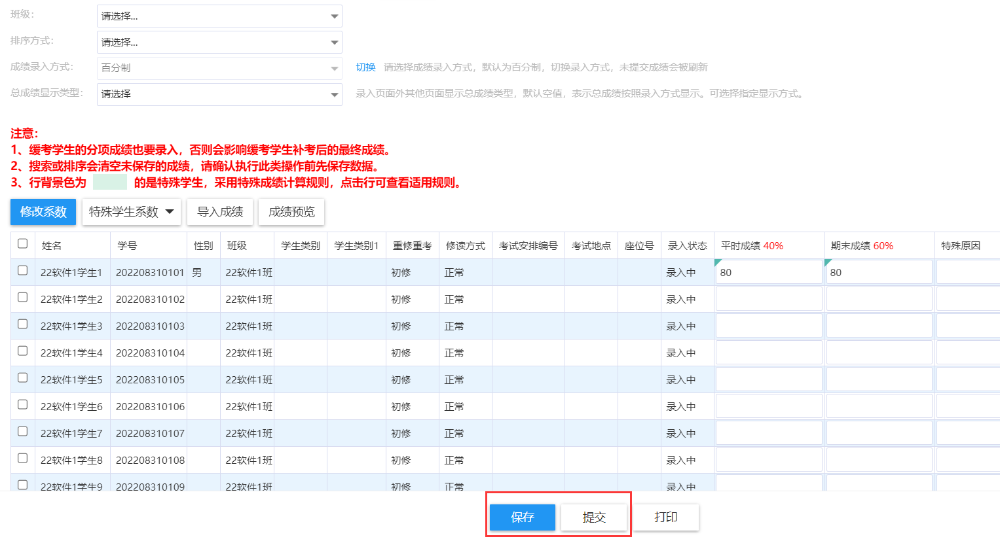 班级：
请选择...
排序方式：
请选择...
成绩录入方式：
百分制
切换 请选择成绩录入方式，默认为百分制，切换录入方式，未提交成绩会被刷新
总成绩显示类型：
请选择
录入页面外其他页面显示总成绩类型，默认空值，表示总成绩按照录入方式显示。可选择指定显示方式。
注意：
1、缓考学生的分项成绩也要录入，否则会影响缓考学生补考后的最终成绩。
2、搜索或排序会清空未保存的成绩，请确认执行此类操作前先保存数据。
3、行背景色为 的是特殊学生，采用特殊成绩计算规则，点击行可查看适用规则。
修改系数 特殊学生系数 导入成绩 成绩预览
姓名 学号 性别 班级 学生类别 学生类别1 重修重考 修读方式 考试安排编号 考试地点 座位号 录入状态 平时成绩 40% 期末成绩 60% 特殊原因
22软件1学生1 202208310101 男 22软件1班 初修 正常 录入中 80 80
22软件1学生2 202208310102 22软件1班 初修 正常 录入中
22软件1学生3 202208310103 22软件1班 初修 正常 录入中
22软件1学生4 202208310104 22软件1班 初修 正常 录入中
22软件1学生5 202208310105 22软件1班 初修 正常 录入中
22软件1学生6 202208310106 22软件1班 初修 正常 录入中
22软件1学生7 202208310107 22软件1班 初修 正常 录入中
22软件1学生8 202208310108 22软件1班 初修 正常 录入中
22软件1学生9 202208310109 22软件1班 初修 正常 录入中
保存 提交 打印